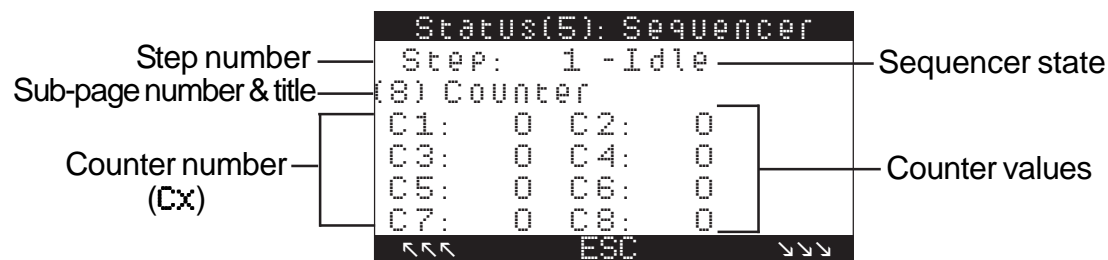 Status(5): Sequencer
Step number
Step: 1 -Idle
Sequencer state
Sub-page number & title
(8) Counter
C1: 0 C2: 0
C3: 0 C4: 0
Counter number
(Cx)
Counter values
C5: 0 C6: 0
C7: 0 C8: 0
↖↖↖ ESC ↘↘↘